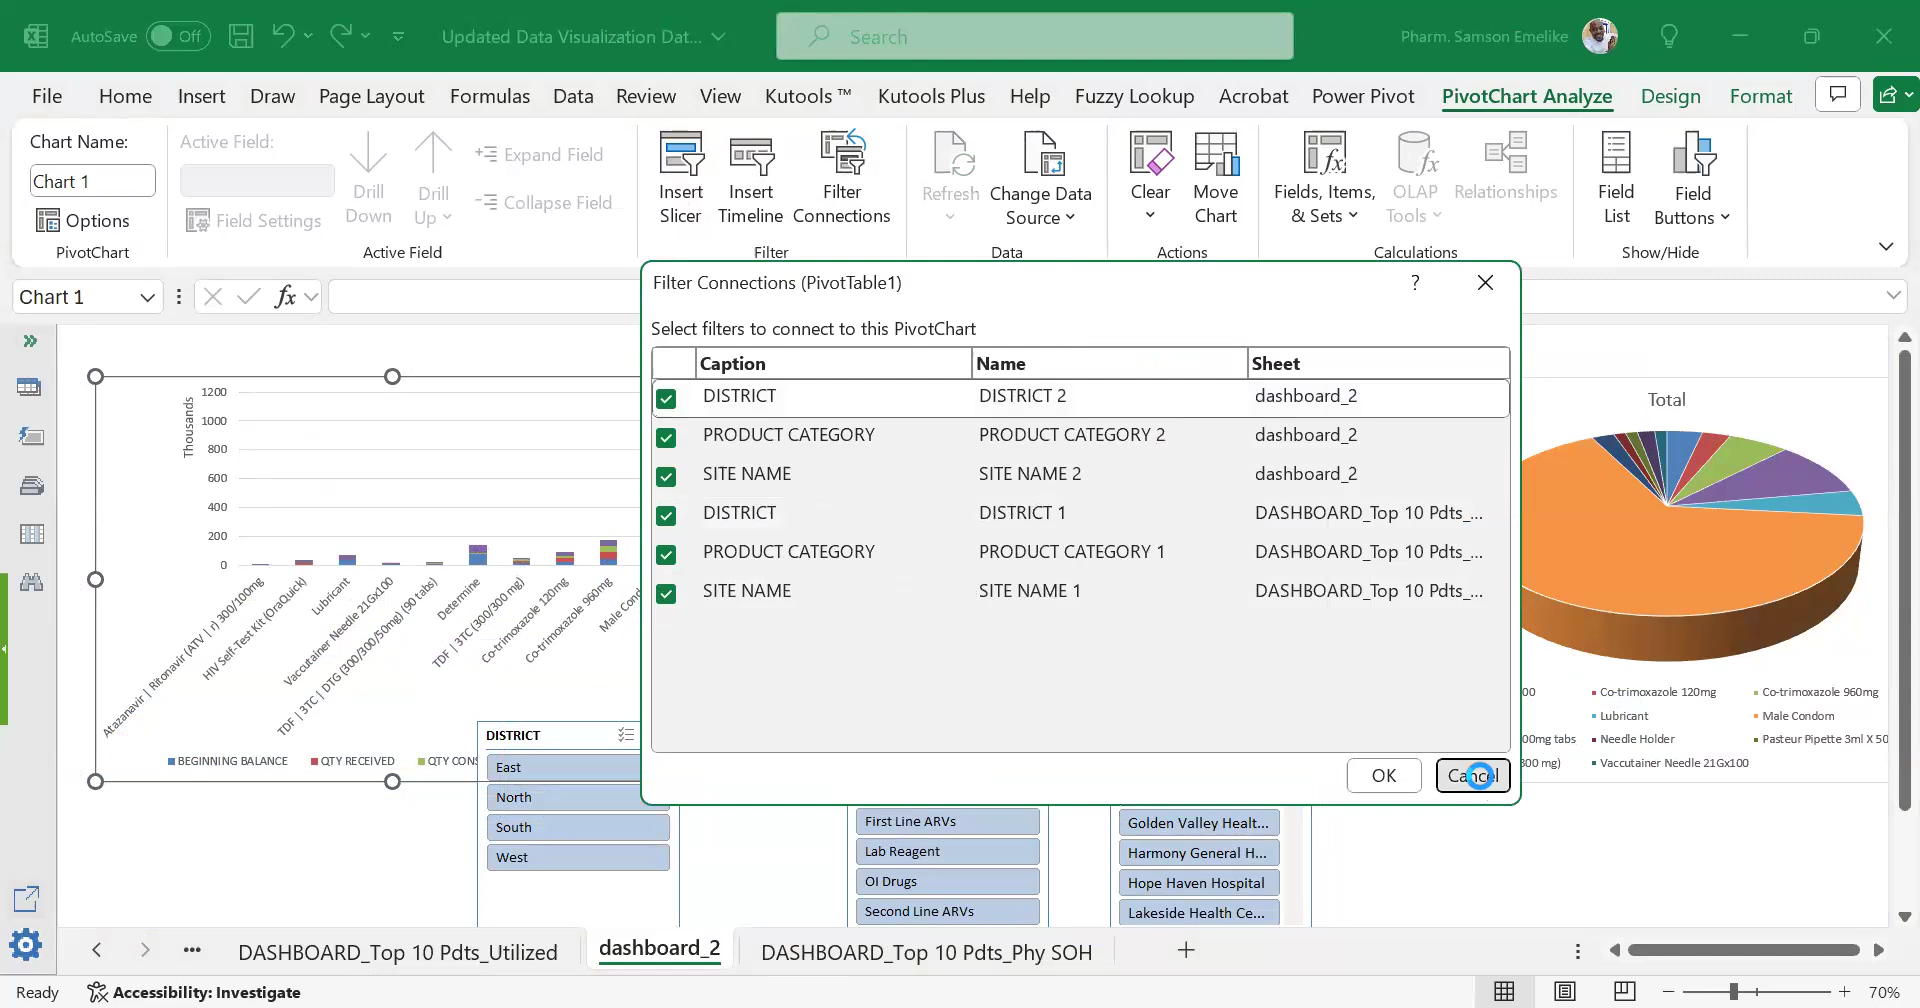 AutoSave Off Updated Data Visualization Dat... Search Pharm. Samson Emelike
File Home Insert Draw Page Layout Formulas Data Review View Kutools ™ Kutools Plus Help Fuzzy Lookup Acrobat Power Pivot PivotChart Analyze Design Format
Chart Name:
Chart 1
Options
PivotChart
Active Field:
Field Settings
Drill
Down
Drill
Up
Expand Field
Collapse Field
Active Field
Insert
Slicer
Insert
Timeline
Filter
Connections
Filter
Refresh
Change Data
Source
Data
Clear
Move
Chart
Actions
Fields, Items,
& Sets
OLAP
Tools
Relationships
Calculations
Field
List
Field
Buttons
Show/Hide
Chart 1 fx
Filter Connections (PivotTable1) ?
Select filters to connect to this PivotChart
Caption Name Sheet
DISTRICT DISTRICT 2 dashboard_2
PRODUCT CATEGORY PRODUCT CATEGORY 2 dashboard_2
SITE NAME SITE NAME 2 dashboard_2
DISTRICT DISTRICT 1 DASHBOARD_Top 10 Pdts_...
PRODUCT CATEGORY PRODUCT CATEGORY 1 DASHBOARD_Top 10 Pdts_...
SITE NAME SITE NAME 1 DASHBOARD_Top 10 Pdts_...
OK Cancel
Thousands
1200
1000
800
600
400
200
0
Atazanavir | Ritonavir (ATV | r) 300/100mg
HIV Self-Test Kit (OraQuick)
Lubricant
Vaccutainer Needle 21Gx100
TDF | 3TC | DTG (300/300/50mg) (90 tabs)
Determine
TDF | 3TC (300/300 mg)
Co-trimoxazole 120mg
Co-trimoxazole 960mg
Male Cond
BEGINNING BALANCE QTY RECEIVED QTY CONS
Total
00 Co-trimoxazole 120mg Co-trimoxazole 960mg
Lubricant Male Condom
00mg tabs Needle Holder Pasteur Pipette 3ml X 50
300 mg) Vaccutainer Needle 21Gx100
DISTRICT
East
North
South
West
First Line ARVs
Lab Reagent
OI Drugs
Second Line ARVs
Golden Valley Healt...
Harmony General H...
Hope Haven Hospital
Lakeside Health Ce...
... DASHBOARD_Top 10 Pdts_Utilized dashboard_2 DASHBOARD_Top 10 Pdts_Phy SOH +
Ready Accessibility: Investigate 70%